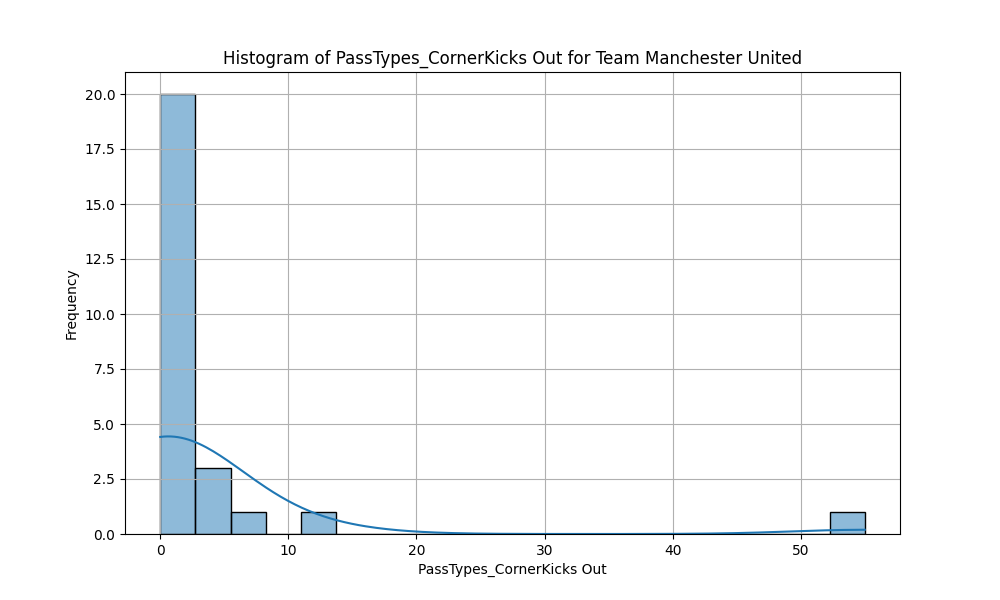 Histogram of PassTypes_CornerKicks Out for Team Manchester United
20.0
17.5
15.0
12.5
10.0
7.5
5.0
2.5
0.0
Frequency
0 10 20 30 40 50
PassTypes_CornerKicks Out